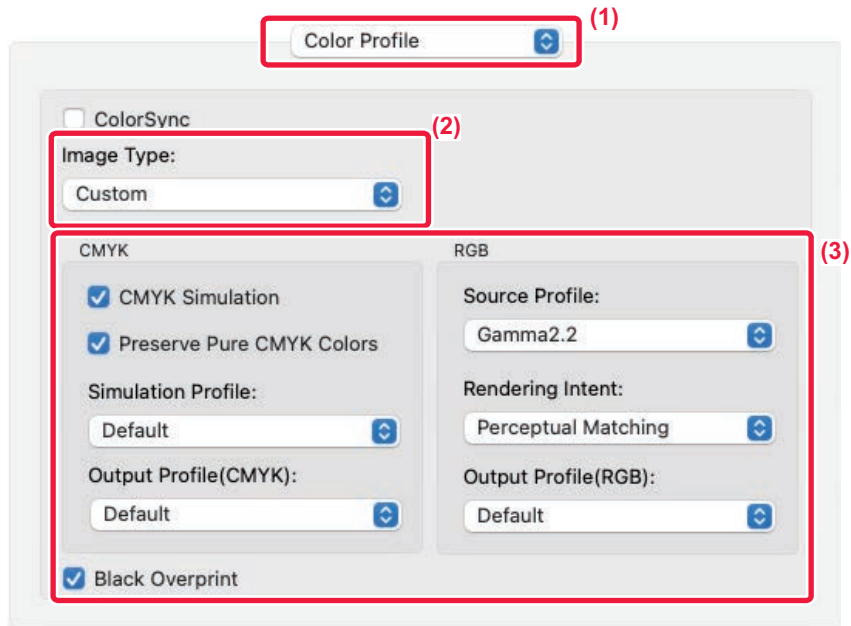 (1)
Color Profile
ColorSync
(2)
Image Type:
Custom
(3)
CMYK
CMYK Simulation
Preserve Pure CMYK Colors
Simulation Profile:
Default
Output Profile(CMYK):
Default
RGB
Source Profile:
Gamma2.2
Rendering Intent:
Perceptual Matching
Output Profile(RGB):
Default
Black Overprint